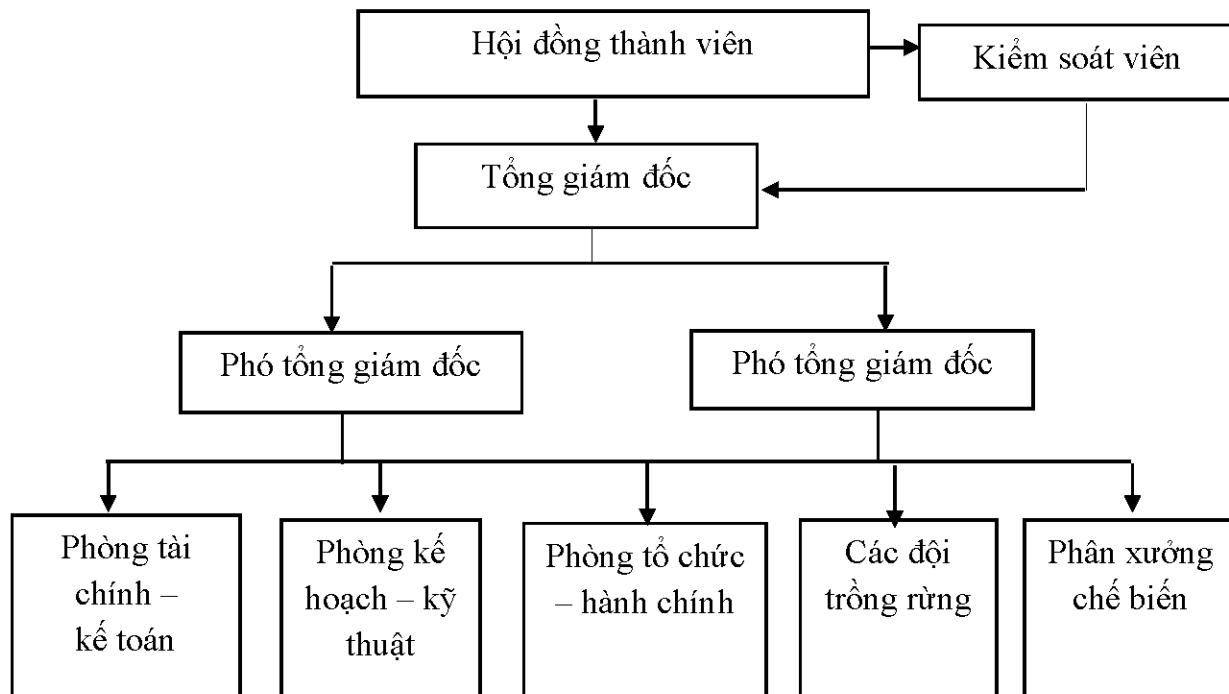 Hội đồng thành viên
Kiểm soát viên
Tổng giám đốc
Phó tổng giám đốc
Phó tổng giám đốc
Phòng tài
chính –
kế toán
Phòng kế
hoạch – kỹ
thuật
Phòng tổ chức
– hành chính
Các đội
trồng rừng
Phân xưởng
chế biến